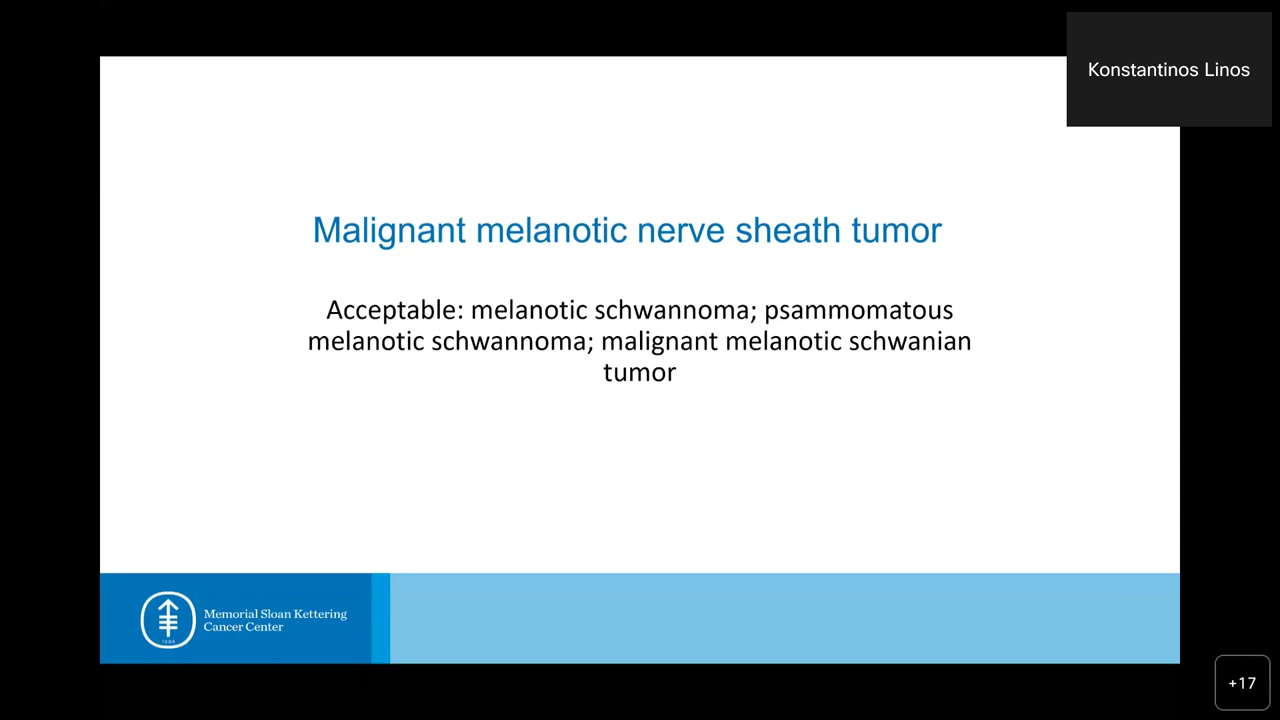 Konstantinos Linos
Malignant melanotic nerve sheath tumor
Acceptable: melanotic schwannoma; psammomatous
melanotic schwannoma; malignant melanotic schwanian
tumor
Memorial Sloan Kettering
Cancer Center
+17